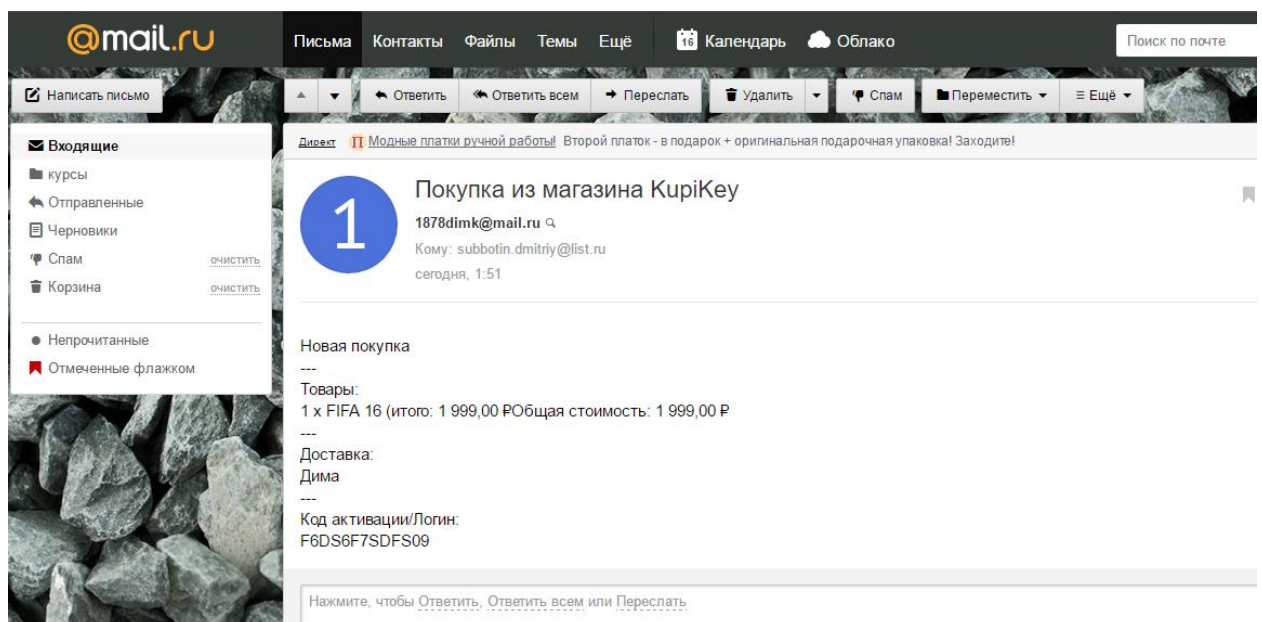 @mail.ru
Письма Контакты Файлы Темы Ещё 16 Календарь Облако Поиск по почте
Написать письмо Ответить Ответить всем Переслать Удалить Спам Переместить Ещё
Входящие
курсы
Отправленные
Черновики
Спам очистить
Корзина очистить
Непрочитанные
Отмеченные флажком
Директ П Модные платки ручной работы! Второй платок - в подарок + оригинальная подарочная упаковка! Заходите!
1
Покупка из магазина KupiKey
1878dimk@mail.ru
Кому: subbotin.dmitriy@list.ru
сегодня, 1:51
Новая покупка
---
Товары:
1 x FIFA 16 (итого: 1 999,00 ₽Общая стоимость: 1 999,00 ₽
---
Доставка:
Дима
---
Код активации/Логин:
F6DS6F7SDFS09
Нажмите, чтобы Ответить, Ответить всем или Переслать